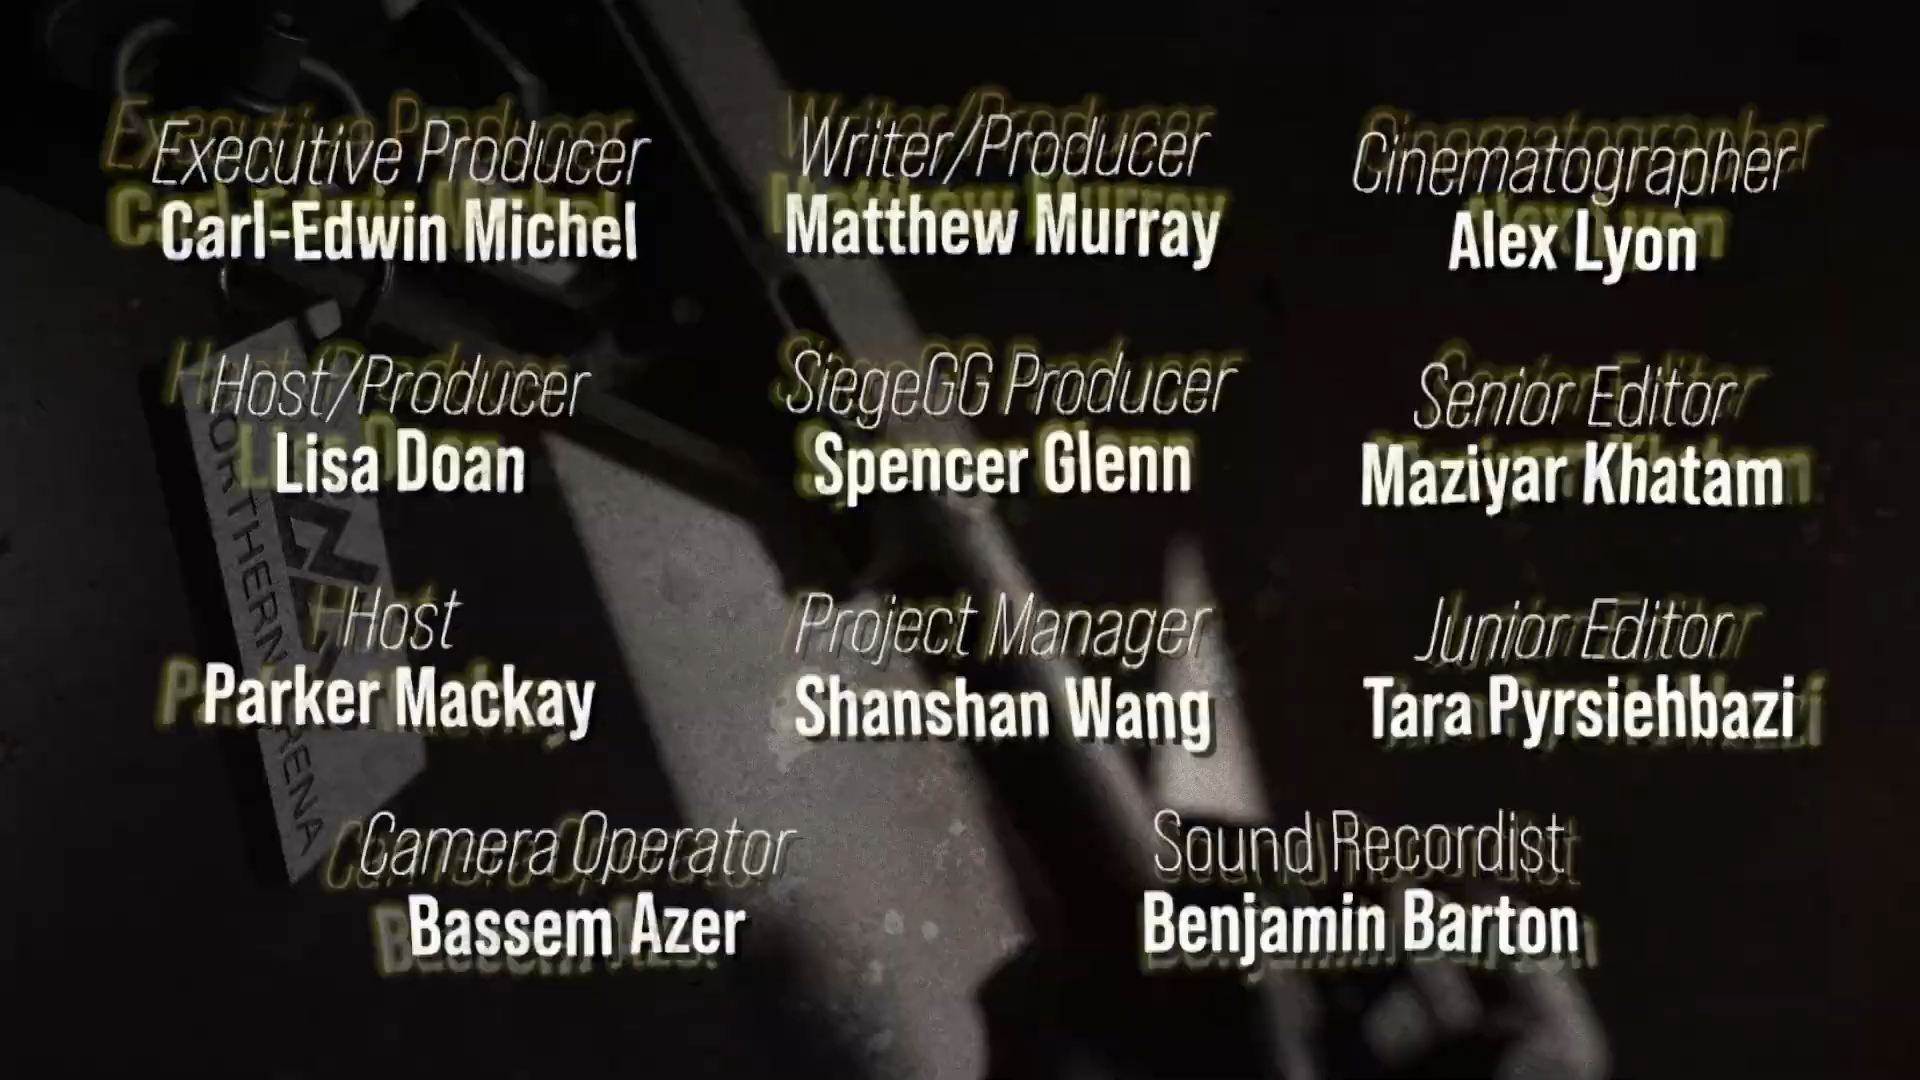 Executive Producer
Carl-Edwin Michel
Writer/Producer
Matthew Murray
Cinematographer
Alex Lyon
Host/Producer
Lisa Doan
SiegeGG Producer
Spencer Glenn
Senior Editor
Maziyar Khatam
Host
Parker Mackay
Project Manager
Shanshan Wang
Junior Editor
Tara Pyrsiehbazi
Camera Operator
Bassem Azer
Sound Recordist
Benjamin Barton
NORTHERN ARENA